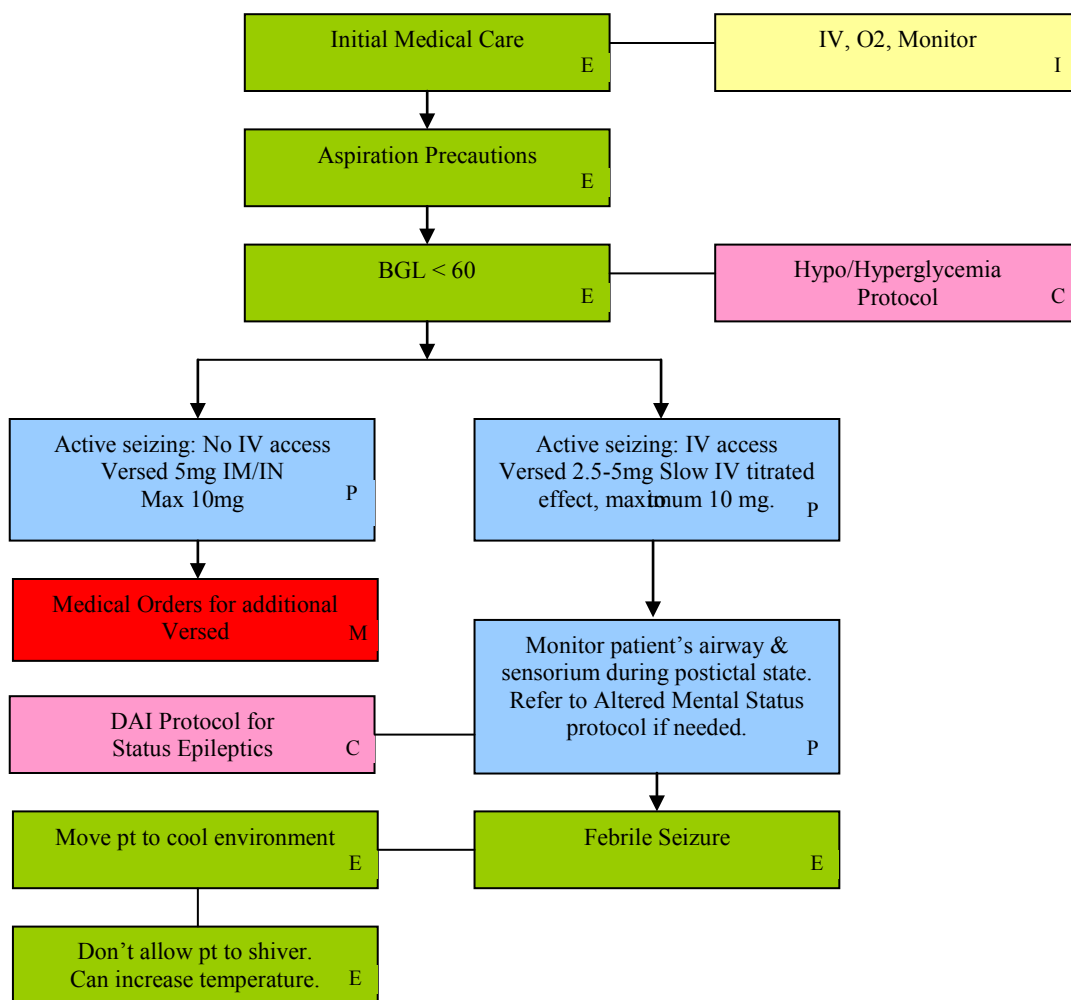 Initial Medical Care
E
IV, O2, Monitor
I
Aspiration Precautions
E
BGL < 60
E
Hypo/Hyperglycemia
Protocol
C
Active seizing: No IV access
Versed 5mg IM/IN
Max 10mg
P
Active seizing: IV access
Versed 2.5-5mg Slow IV titrated
to
effect, maximum 10 mg.
P
Medical Orders for additional
Versed
M
Monitor patient’s airway &
sensorium during postictal state.
Refer to Altered Mental Status
protocol if needed.
P
DAI Protocol for
Status Epileptics
C
Move pt to cool environment
E
Febrile Seizure
E
Don’t allow pt to shiver.
Can increase temperature.
E